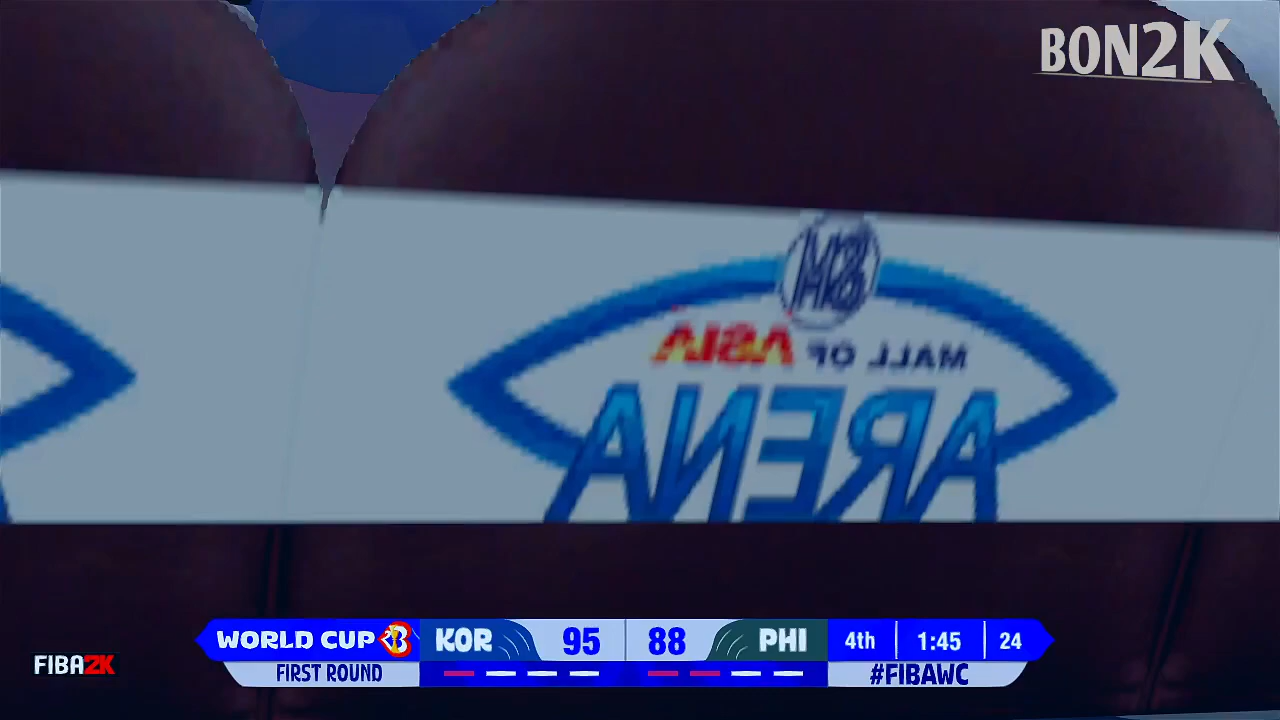 BON2K
SM
MALL OF ASIA
ARENA
WORLD CUP KOR 95 88 PHI 4th 1:45 24
FIRST ROUND #FIBAWC
FIBA2K